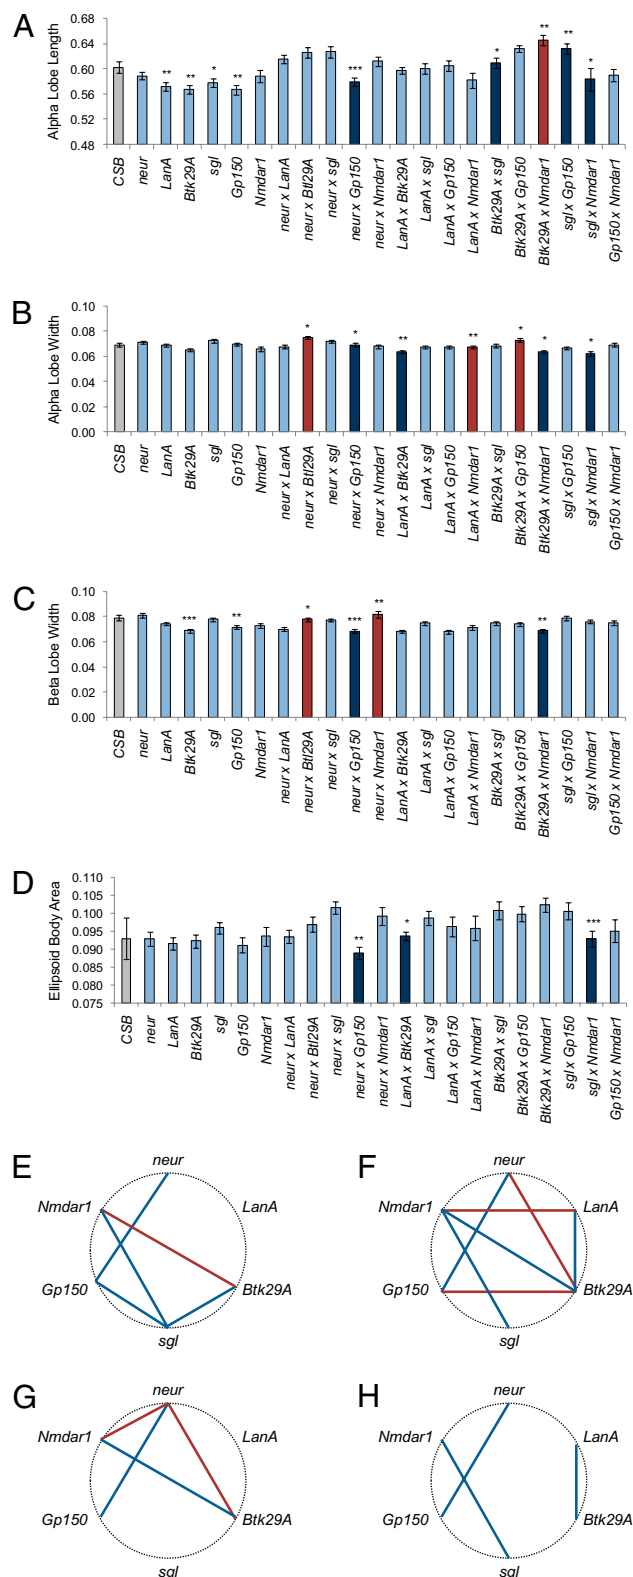 A
Alpha Lobe Length
0.68
0.64
0.60
0.56
0.52
0.48
** ** * ** *** * ** ** *
CSB
neur
LanA
Btk29A
sgl
Gp150
Nmdar1
neur x LanA
neur x Btl29A
neur x sgl
neur x Gp150
neur x Nmdar1
LanA x Btk29A
LanA x sgl
LanA x Gp150
LanA x Nmdar1
Btk29A x sgl
Btk29A x Gp150
Btk29A x Nmdar1
sgl x Gp150
sgl x Nmdar1
Gp150 x Nmdar1
B
Alpha Lobe Width
0.10
0.08
0.06
0.04
0.02
0.00
* * ** ** * * *
CSB
neur
LanA
Btk29A
sgl
Gp150
Nmdar1
neur x LanA
neur x Btl29A
neur x sgl
neur x Gp150
neur x Nmdar1
LanA x Btk29A
LanA x sgl
LanA x Gp150
LanA x Nmdar1
Btk29A x sgl
Btk29A x Gp150
Btk29A x Nmdar1
sgl x Gp150
sgl x Nmdar1
Gp150 x Nmdar1
C
Beta Lobe Width
0.10
0.08
0.06
0.04
0.02
0.00
*** ** * *** ** **
CSB
neur
LanA
Btk29A
sgl
Gp150
Nmdar1
neur x LanA
neur x Btl29A
neur x sgl
neur x Gp150
neur x Nmdar1
LanA x Btk29A
LanA x sgl
LanA x Gp150
LanA x Nmdar1
Btk29A x sgl
Btk29A x Gp150
Btk29A x Nmdar1
sgl x Gp150
sgl x Nmdar1
Gp150 x Nmdar1
D
Ellipsoid Body Area
0.110
0.105
0.100
0.095
0.090
0.085
0.080
0.075
** * ***
CSB
neur
LanA
Btk29A
sgl
Gp150
Nmdar1
neur x LanA
neur x Btl29A
neur x sgl
neur x Gp150
neur x Nmdar1
LanA x Btk29A
LanA x sgl
LanA x Gp150
LanA x Nmdar1
Btk29A x sgl
Btk29A x Gp150
Btk29A x Nmdar1
sgl x Gp150
sgl x Nmdar1
Gp150 x Nmdar1
E
neur
Nmdar1
LanA
Gp150
Btk29A
sgl
F
neur
Nmdar1
LanA
Gp150
Btk29A
sgl
G
neur
Nmdar1
LanA
Gp150
Btk29A
sgl
H
neur
Nmdar1
LanA
Gp150
Btk29A
sgl